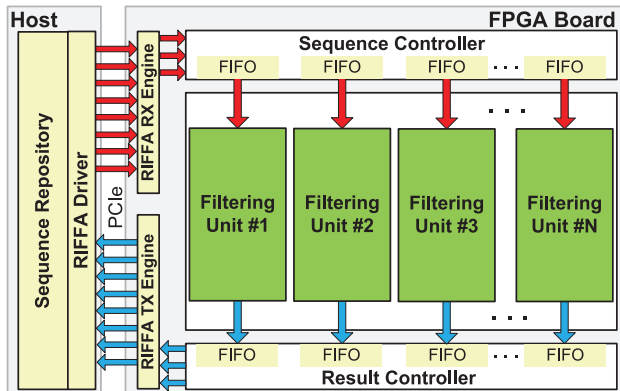 Host
FPGA Board
Sequence Repository
RIFFA Driver
PCIe
RIFFA RX Engine
RIFFA TX Engine
Sequence Controller
FIFO FIFO FIFO ... FIFO
...
Filtering Unit #1
Filtering Unit #2
Filtering Unit #3
Filtering Unit #N
...
FIFO FIFO FIFO ... FIFO
Result Controller